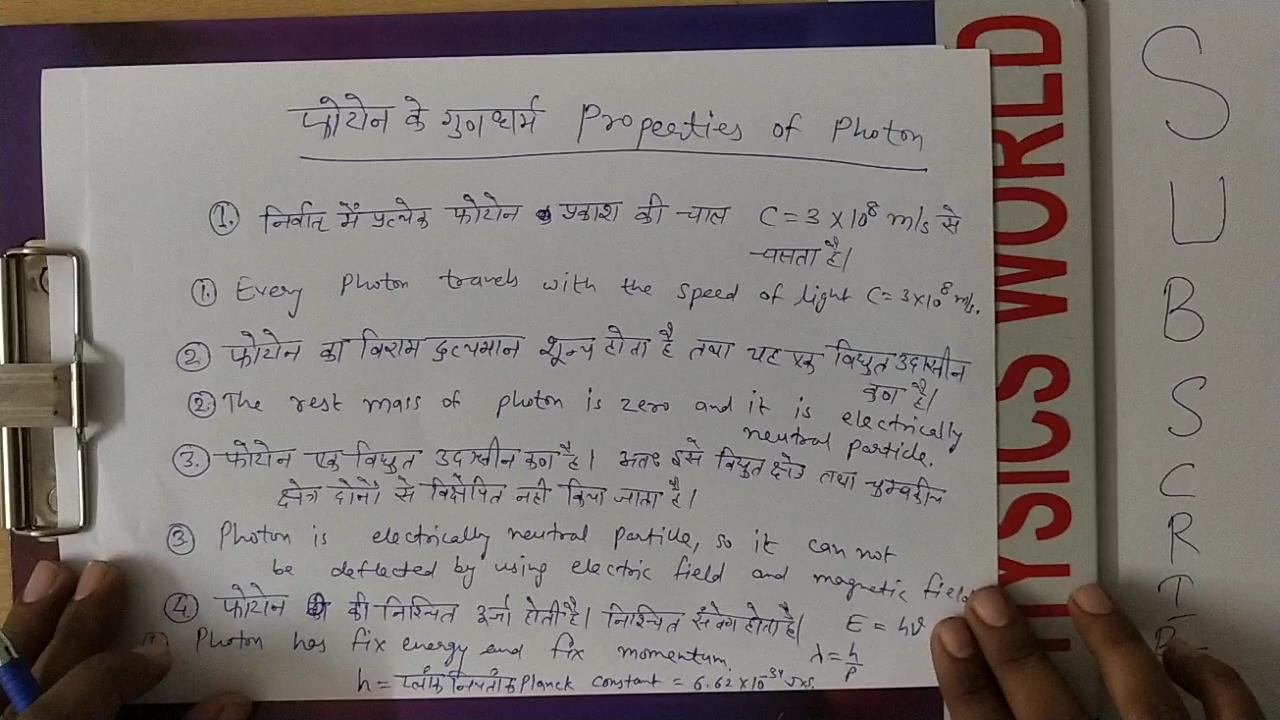 फोटोन के गुणधर्म Properties of Photon
1. निर्वात में प्रत्येक फोटोन प्रकाश की चाल C = 3 × 10⁸ m/s से
चलता है।
1. Every Photon travels with the speed of light C = 3×10⁸ m/s.
2. फोटोन का विराम द्रव्यमान शून्य होता है तथा यह एक विद्युत उदासीन
कण है।
2. The rest mass of photon is zero and it is electrically
neutral particle.
3. फोटोन एक विद्युत उदासीन कण है। अतः इसे विद्युत क्षेत्र तथा चुम्बकीय
क्षेत्र दोनों से विक्षेपित नही किया जाता है।
3. Photon is electrically neutral particle, so it can not
be deflected by using electric field and magnetic field
4. फोटोन की निश्चित ऊर्जा होती है। निश्चित संवेग होता है। E = hν
Photon has fix energy and fix momentum. λ = h/p
h = प्लांक नियतांक Planck constant = 6.62×10⁻³⁴ J×s.
PHYSICS WORLD
SUBSCRI